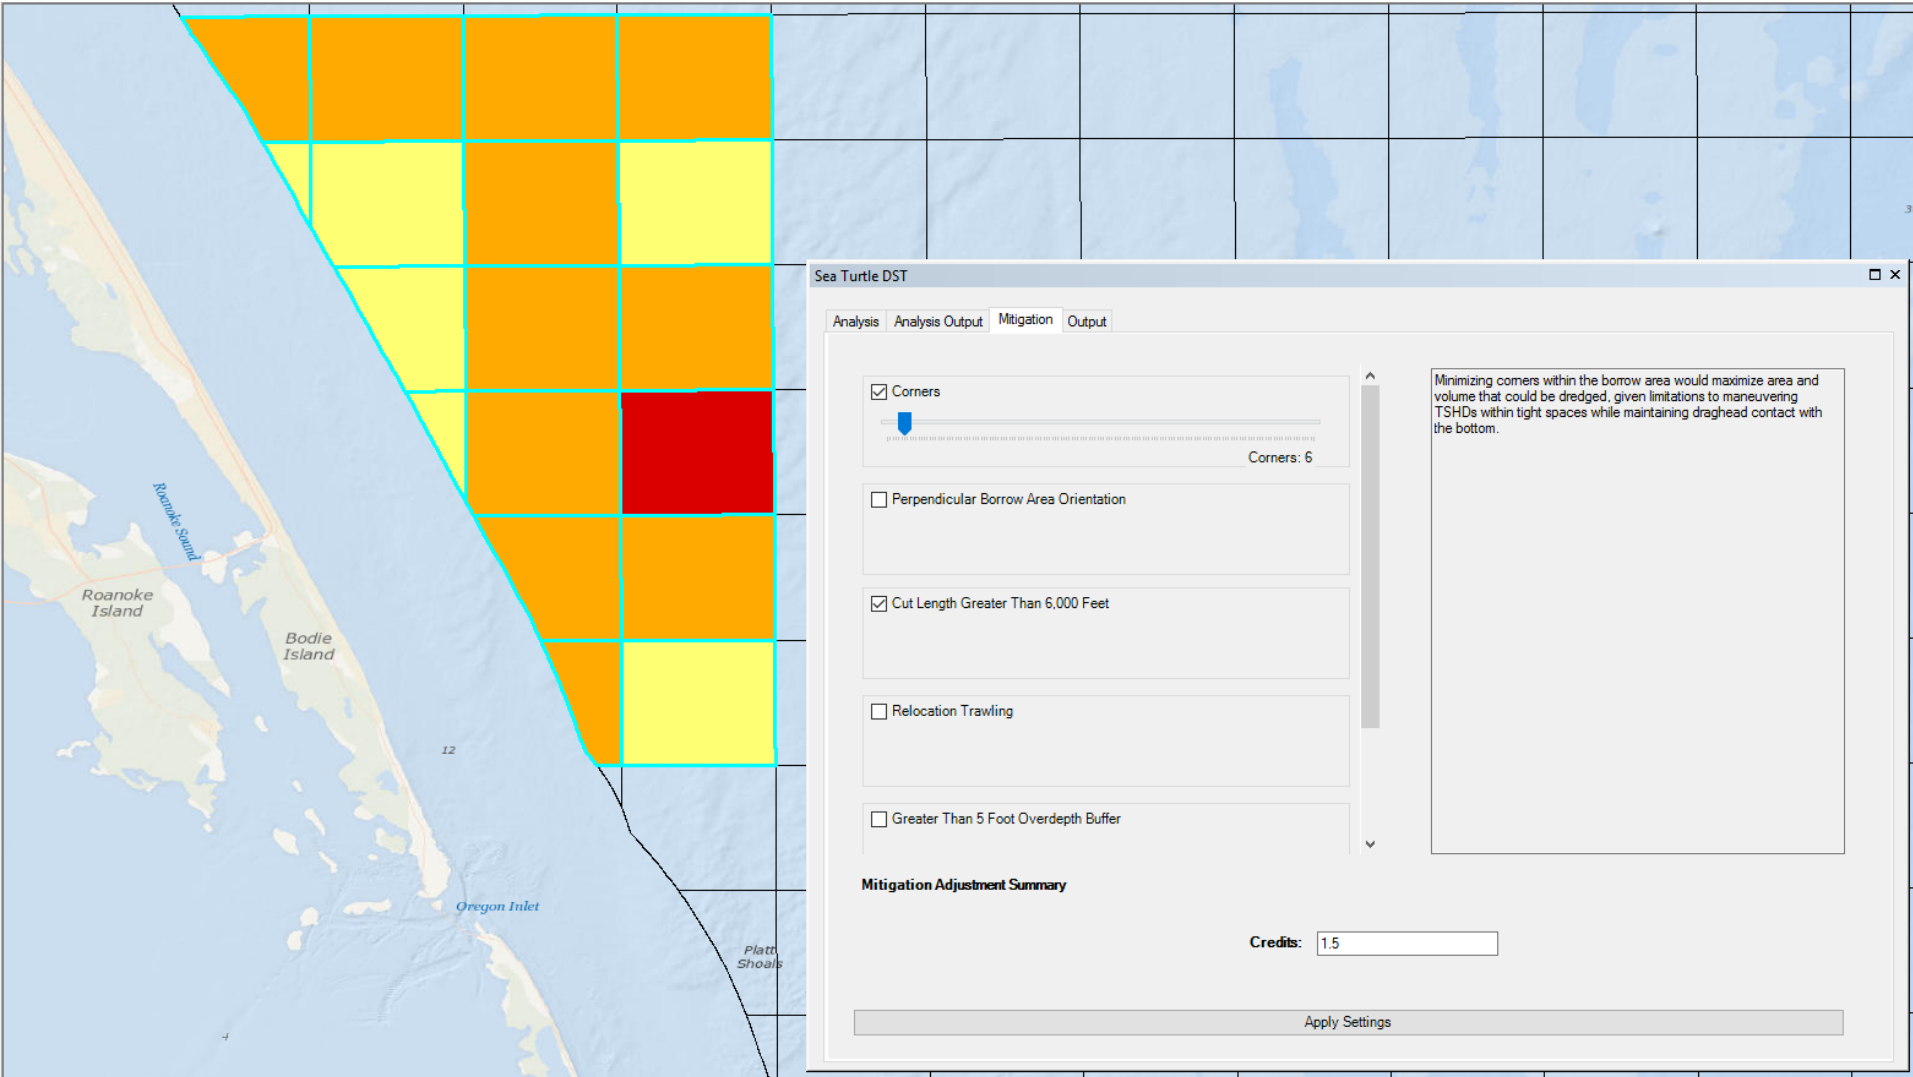 Sea Turtle DST
Analysis
Analysis Output
Mitigation
Output
Corners
Corners: 6
Perpendicular Borrow Area Orientation
Cut Length Greater Than 6,000 Feet
Relocation Trawling
Greater Than 5 Foot Overdepth Buffer
Minimizing corners within the borrow area would maximize area and
volume that could be dredged, given limitations to maneuvering
TSHDs within tight spaces while maintaining draghead contact with
the bottom.
Mitigation Adjustment Summary
Credits: 1.5
Apply Settings
Roanoke Sound
Roanoke
Island
Bodie
Island
12
Oregon Inlet
Platt
Shoals
4